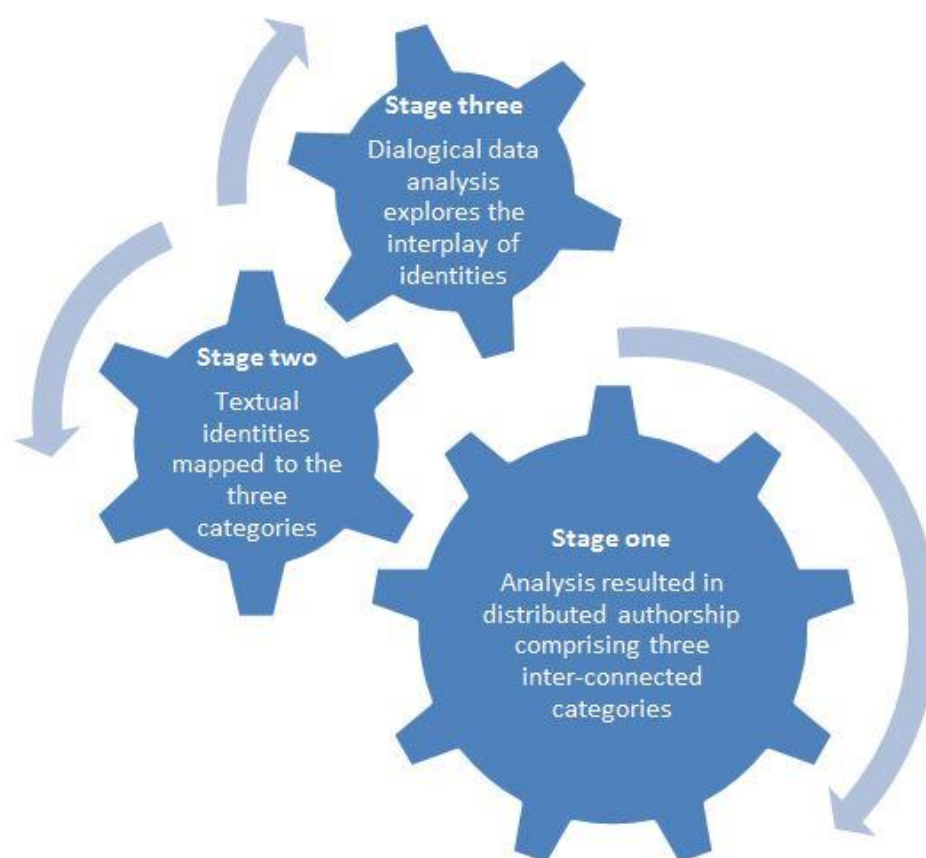 Stage three
Dialogical data
analysis
explores the
interplay of
identities
Stage two
Textual
identities
mapped to the
three
categories
Stage one
Analysis resulted in
distributed authorship
comprising three
inter-connected
categories